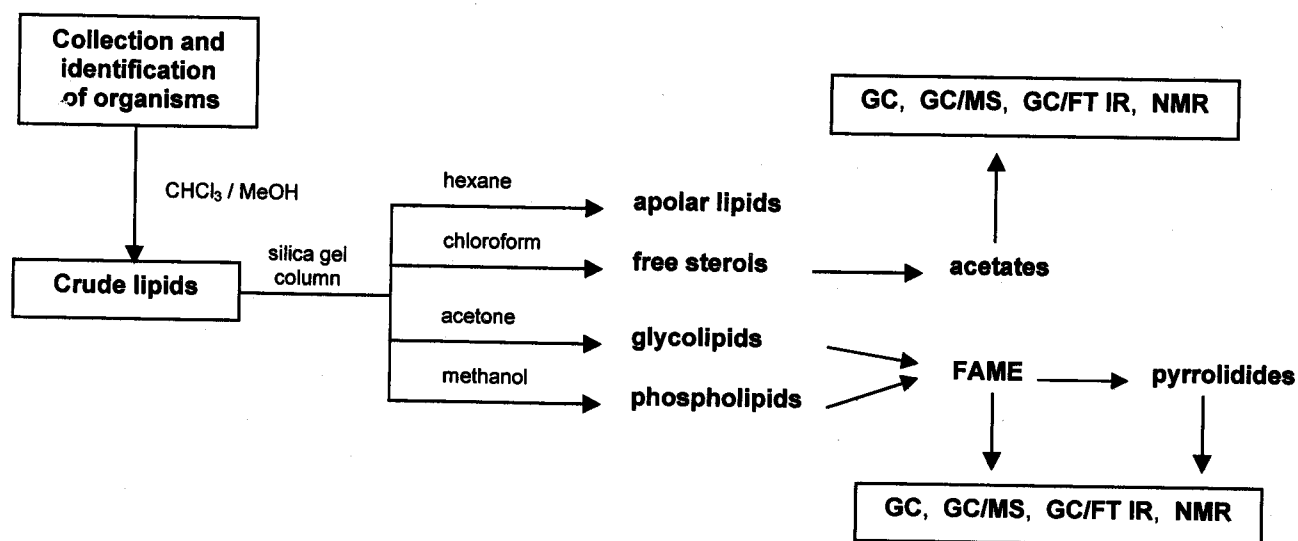 Collection and
identification
of organisms
GC, GC/MS, GC/FT IR, NMR
CHCl₃ / MeOH
hexane
apolar lipids
chloroform
free sterols
acetates
silica gel
column
Crude lipids
acetone
glycolipids
methanol
phospholipids
FAME
pyrrolidides
GC, GC/MS, GC/FT IR, NMR